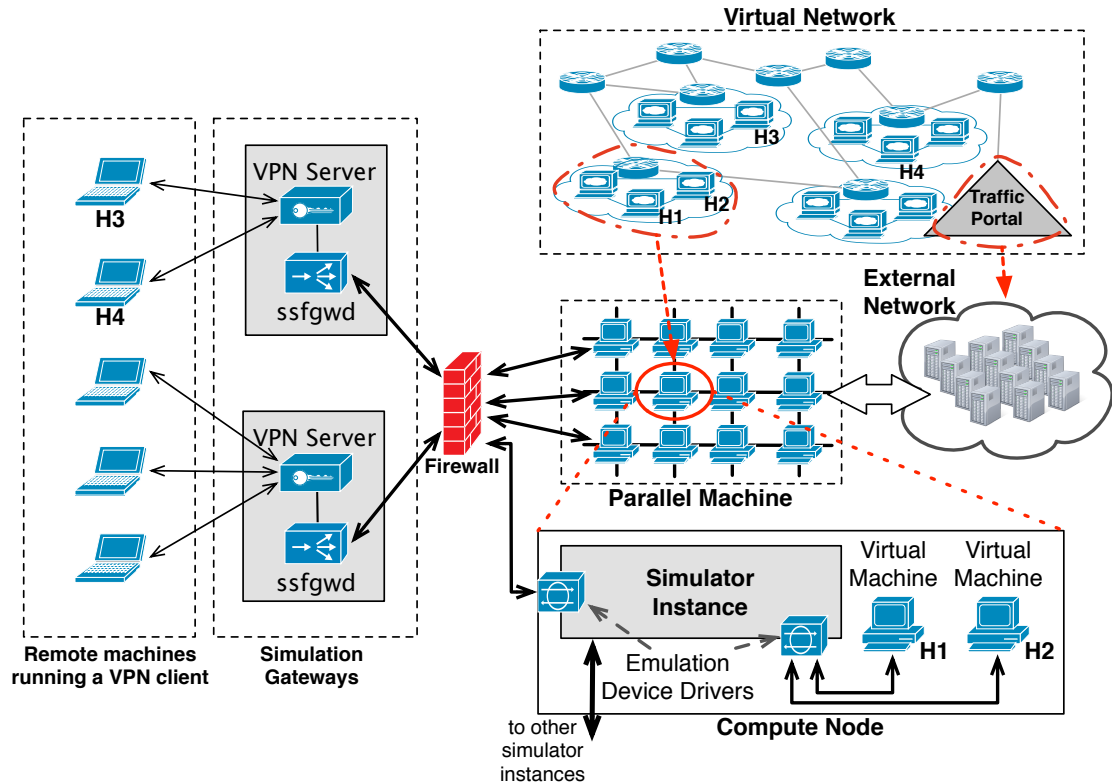 Virtual Network
H3
H4
H2
H1
Traffic
Portal
External
Network
VPN Server
ssfgwd
H3
H4
VPN Server
ssfgwd
Firewall
Parallel Machine
Remote machines
running a VPN client
Simulation
Gateways
Simulator
Instance
Virtual
Machine
Virtual
Machine
H1
H2
Emulation
Device Drivers
Compute Node
to other
simulator
instances